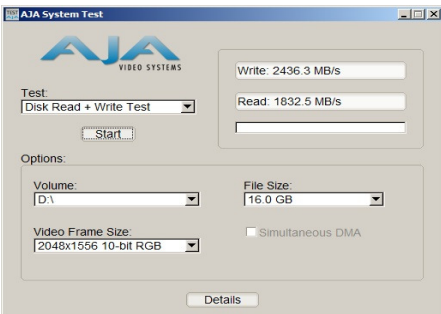 AJA System Test
AJA
VIDEO SYSTEMS
Test:
Disk Read + Write Test
Start
Write: 2436.3 MB/s
Read: 1832.5 MB/s
Options:
Volume:
D:\
File Size:
16.0 GB
Video Frame Size:
2048x1556 10-bit RGB
Simultaneous DMA
Details